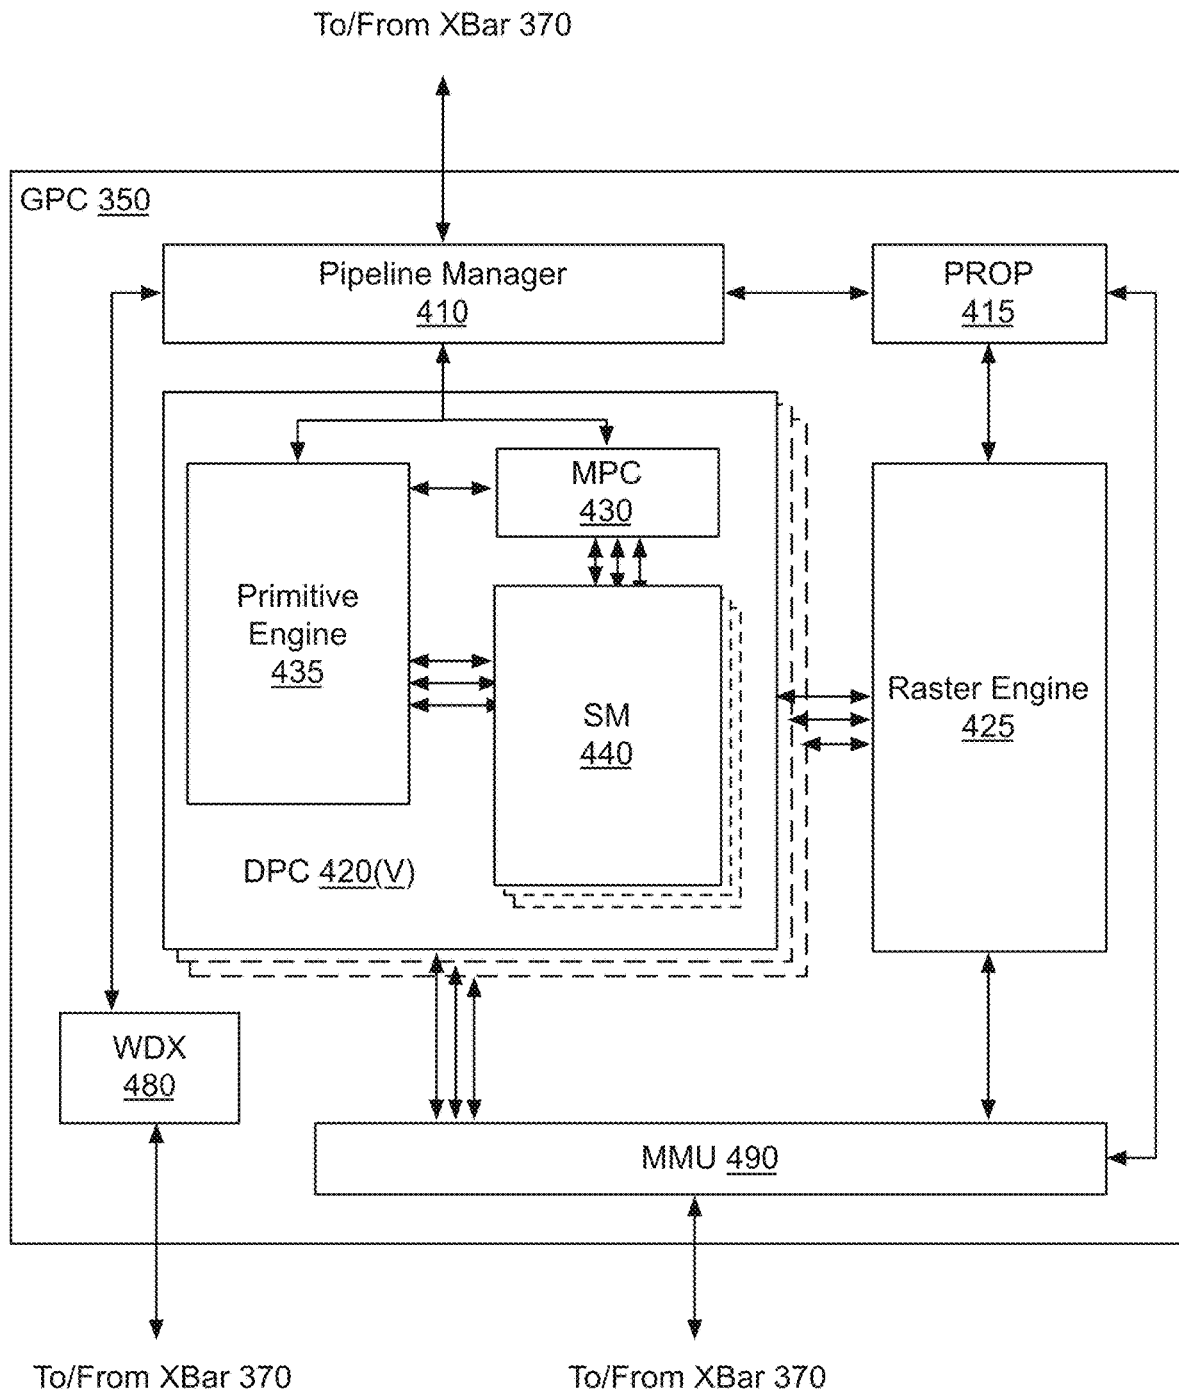 To/From XBar 370
GPC 350
Pipeline Manager
410
PROP
415
MPC
430
Primitive
Engine
435
SM
440
Raster Engine
425
DPC 420(V)
WDX
480
MMU 490
To/From XBar 370
To/From XBar 370